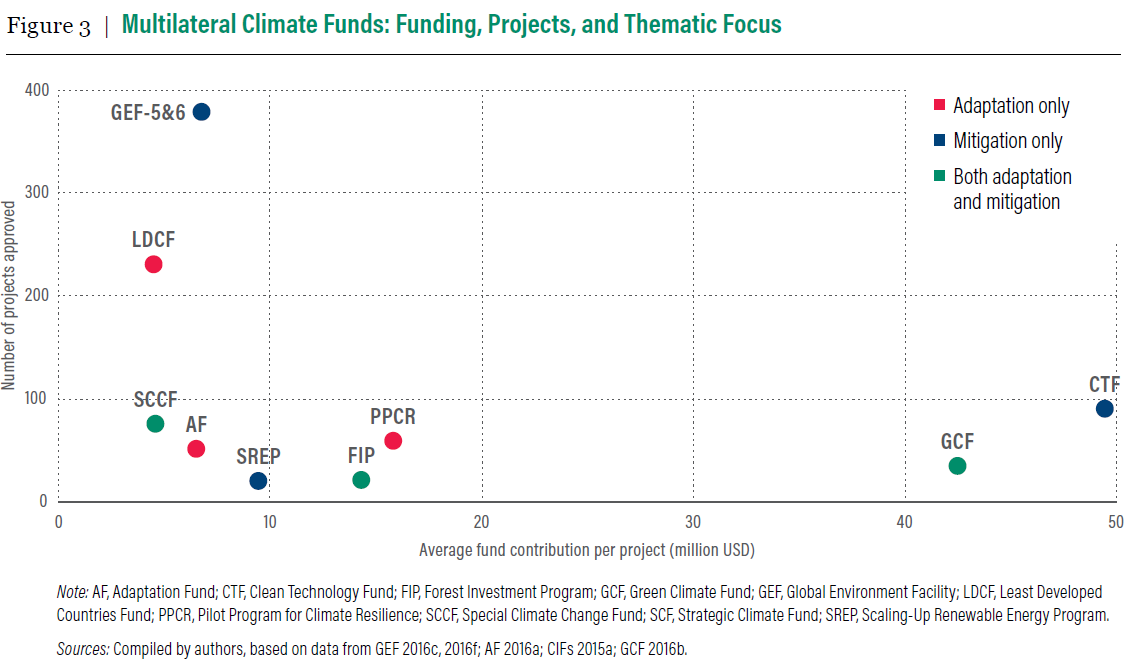 Figure 3 | Multilateral Climate Funds: Funding, Projects, and Thematic Focus
400
300
200
100
0
Number of projects approved
GEF-5&6
LDCF
SCCF
AF
SREP
FIP
PPCR
GCF
CTF
Adaptation only
Mitigation only
Both adaptation
and mitigation
0 10 20 30 40 50
Average fund contribution per project (million USD)
Note: AF, Adaptation Fund; CTF, Clean Technology Fund; FIP, Forest Investment Program; GCF, Green Climate Fund; GEF, Global Environment Facility; LDCF, Least Developed
Countries Fund; PPCR, Pilot Program for Climate Resilience; SCCF, Special Climate Change Fund; SCF, Strategic Climate Fund; SREP, Scaling-Up Renewable Energy Program.
Sources: Compiled by authors, based on data from GEF 2016c, 2016f; AF 2016a; CIFs 2015a; GCF 2016b.